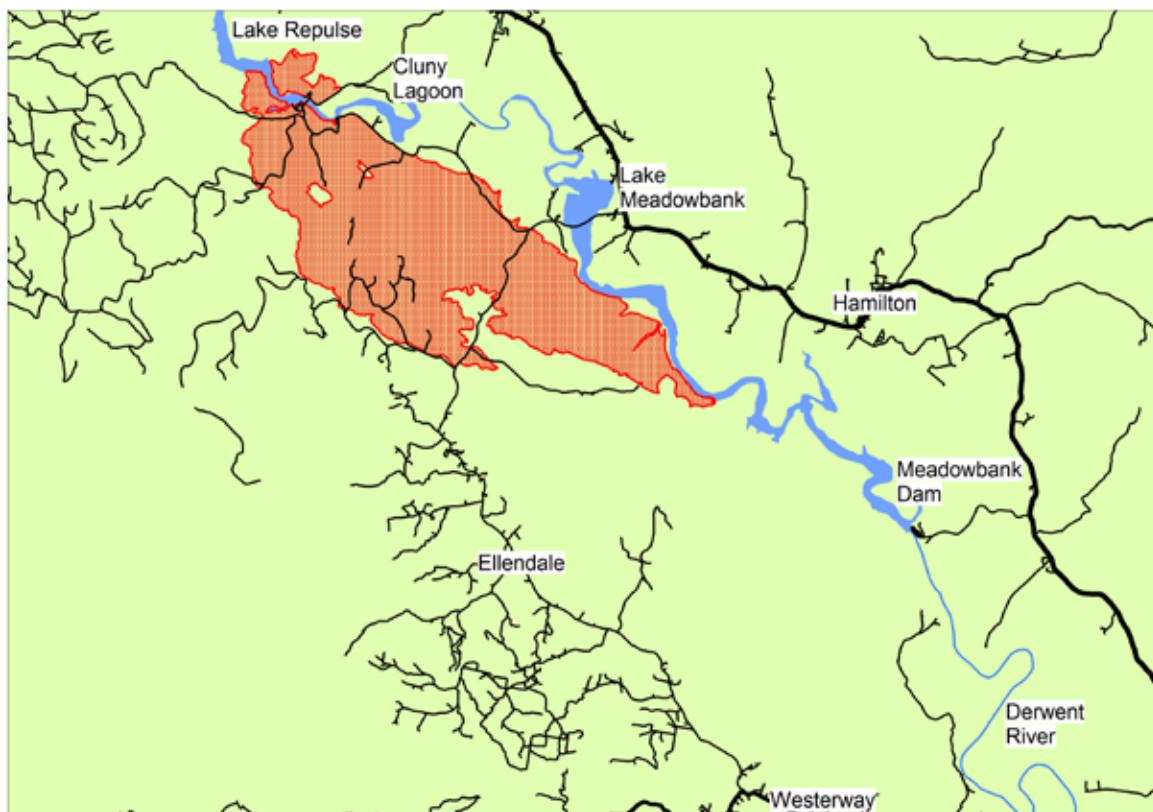 Lake Repulse
Cluny
Lagoon
Lake
Meadowbank
Hamilton
Meadowbank
Dam
Ellendale
Derwent
River
Westerway